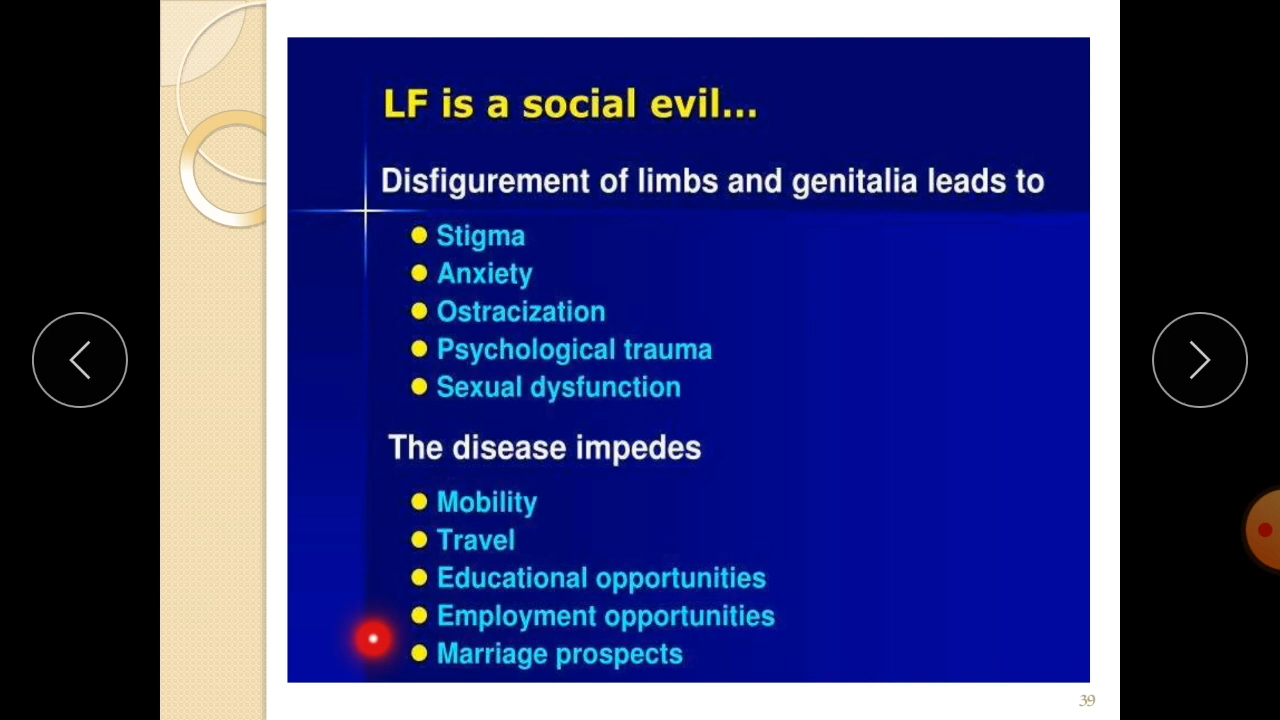 LF is a social evil...
Disfigurement of limbs and genitalia leads to
Stigma
Anxiety
Ostracization
Psychological trauma
Sexual dysfunction
The disease impedes
Mobility
Travel
Educational opportunities
Employment opportunities
Marriage prospects
39